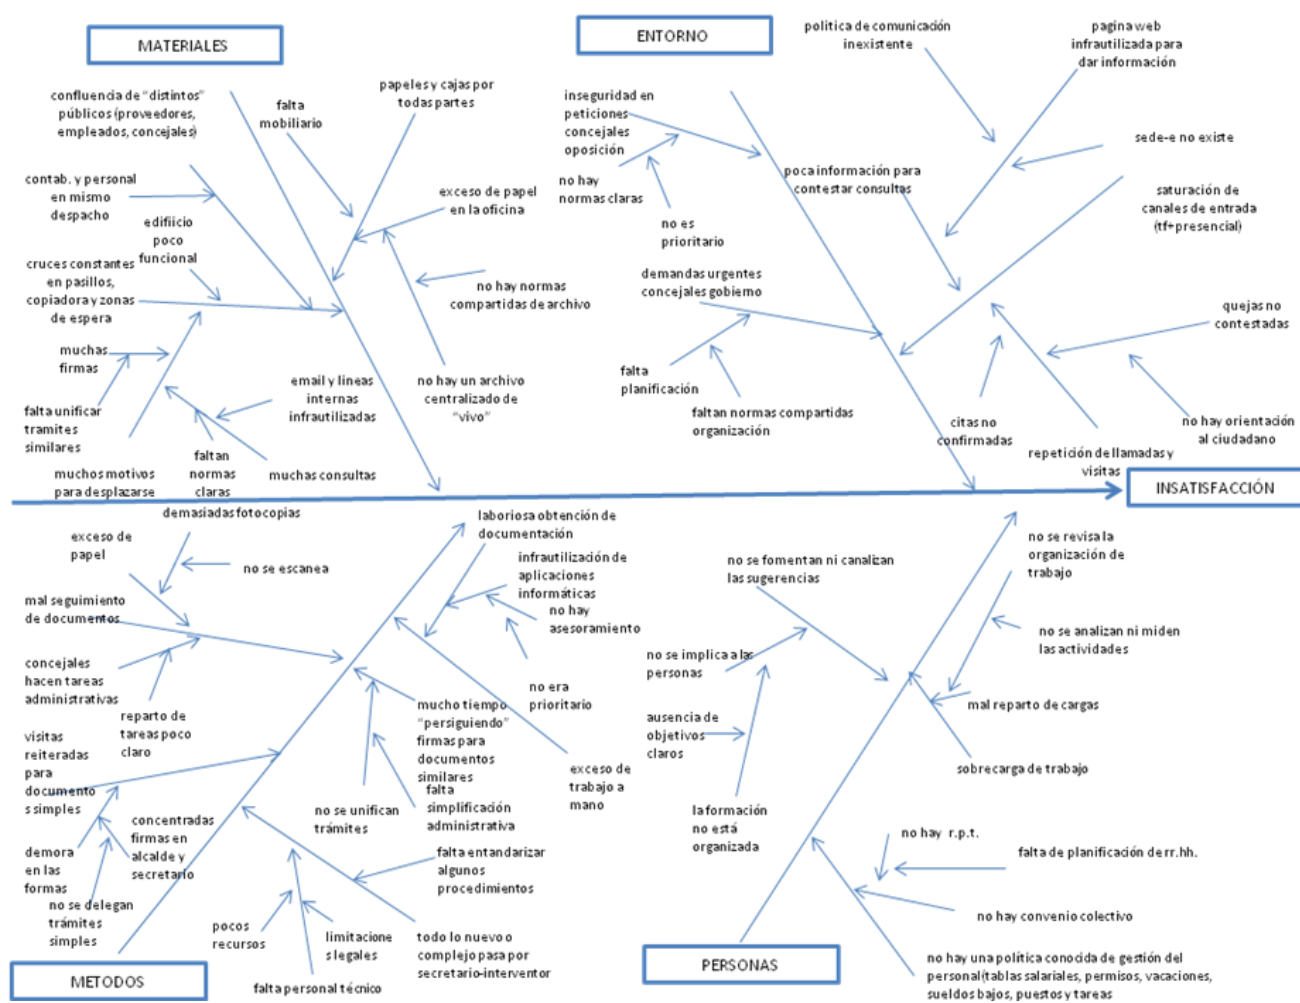 MATERIALES
confluencia de "distintos"
públicos (proveedores,
empleados, concejales)
falta
mobiliario
papeles y cajas por
todas partes
contab. y personal
en mismo
despacho
edifiicio
poco
funcional
exceso de papel
en la oficina
cruces constantes
en pasillos,
copiadora y zonas
de espera
no hay normas
compartidas de archivo
muchas
firmas
email y líneas
internas
infrautilizadas
no hay un archivo
centralizado de
"vivo"
falta unificar
tramites
similares
muchos motivos
para desplazarse
faltan
normas
claras
muchas consultas
ENTORNO
política de comunicación
inexistente
pagina web
infrautilizada para
dar información
inseguridad en
peticiones
concejales
oposición
no hay
normas claras
no es
prioritario
poca información para
contestar consultas
sede-e no existe
saturación de
canales de entrada
(tf+presencial)
demandas urgentes
concejales gobierno
falta
planificación
faltan normas compartidas
organización
quejas no
contestadas
citas no
confirmadas
no hay orientación
al ciudadano
repetición de llamadas y
visitas
INSATISFACCIÓN
demasiadas fotocopias
exceso de
papel
no se escanea
mal seguimiento
de documentos
concejales
hacen tareas
administrativas
reparto de
tareas poco
claro
visitas
reiteradas
para
documento
s simples
demora
en las
formas
concentradas
firmas en
alcalde y
secretario
no se delegan
trámites
simples
METODOS
laboriosa obtención de
documentación
infrautilización de
aplicaciones
informáticas
no hay
asesoramiento
no era
prioritario
mucho tiempo
"persiguiendo"
firmas para
documentos
similares
falta
simplificación
administrativa
no se unifican
trámites
exceso de
trabajo a
mano
falta entandarizar
algunos
procedimientos
pocos
recursos
limitacione
s legales
falta personal técnico
todo lo nuevo o
complejo pasa por
secretario-interventor
no se fomentan ni canalizan
las sugerencias
no se revisa la
organización de
trabajo
no se implica a las
personas
no se analizan ni miden
las actividades
ausencia de
objetivos
claros
mal reparto de cargas
sobrecarga de trabajo
la formación
no está
organizada
no hay r.p.t.
falta de planificación de rr.hh.
no hay convenio colectivo
PERSONAS
no hay una política conocida de gestión del
personal(tablas salariales, permisos, vacaciones,
sueldos bajos, puestos y tareas